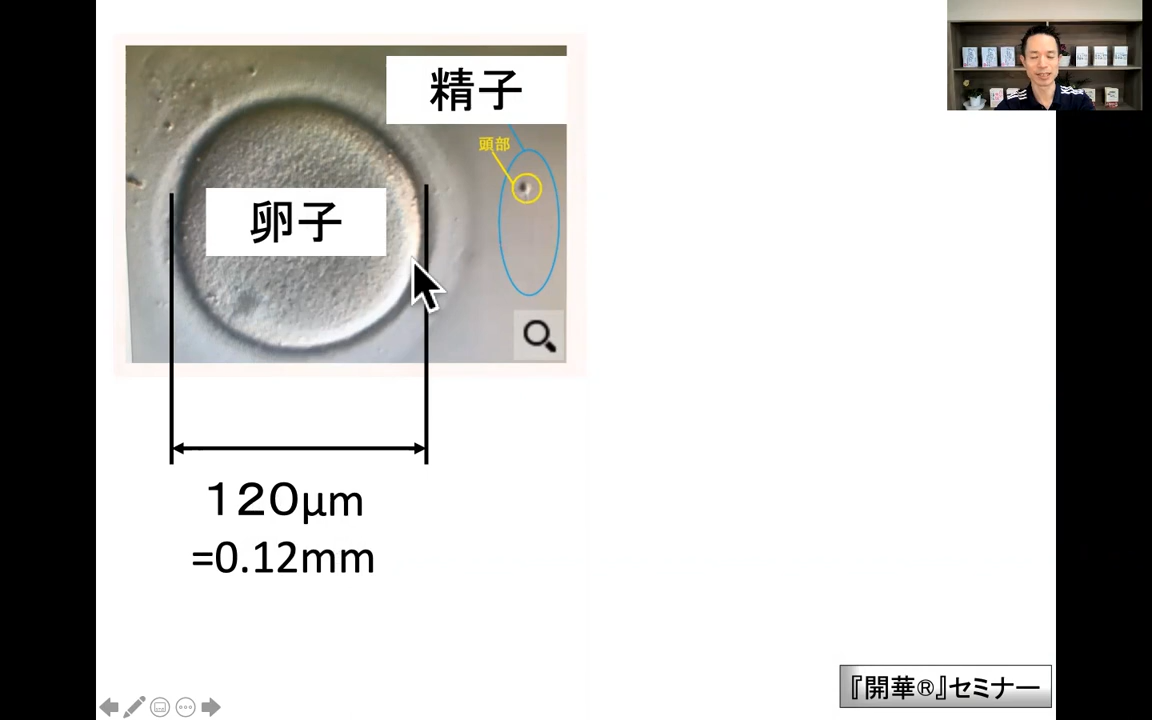 精子
頭部
卵子
120μm
=0.12mm
『開華®』セミナー